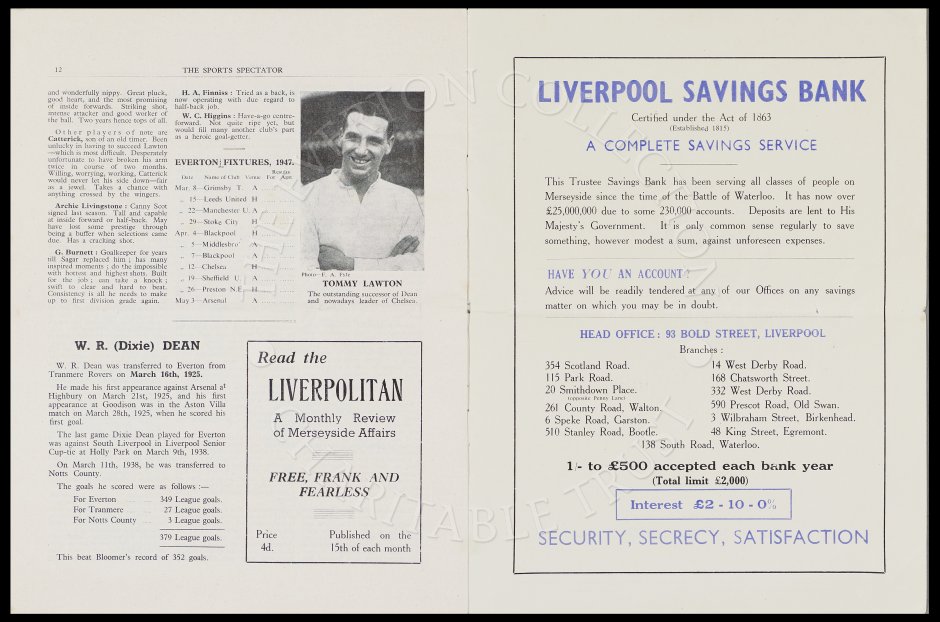 12
THE SPORTS SPECTATOR
and wonderfully nippy. Great pluck,
good heart, and the most promising
of inside forwards. Striking shot,
intense attacker and good worker of
the ball. Two years hence tops of all.
Other players of note are
Catterick, son of an old timer. Been
unlucky in having to succeed Lawton
—which is most difficult. Desperately
unfortunate to have broken his arm
twice in course of two months.
Willing, worrying, working, Catterick
would never let his side down—fair
as a jewel. Takes a chance with
anything crossed by the wingers.
Archie Livingstone : Canny Scot
signed last season. Tall and capable
at inside forward or half-back. May
have lost some prestige through
being a buffer when selections came
due. Has a cracking shot.
G. Burnett : Goalkeeper for years
till Sagar replaced him ; has many
inspired moments ; do the impossible
with hottest and highest shots. Built
for the job ; can take a knock ;
swift to clear and hard to beat.
Consistency is all he needs to make
up to first division grade again.
H. A. Finniss : Tried as a back, is
now operating with due regard to
half-back job.
W. C. Higgins : Have-a-go centre-
forward. Not quite ripe yet, but
would fill many another club's part
as a heroic goal-getter.
EVERTON FIXTURES, 1947.
Results
Date Name of Club Venue For Agst.
Mar. 8—Grimsby T. A
„ 15—Leeds United H
„ 22—Manchester U. A
„ 29—Stoke City H
Apr. 4—Blackpool H
„ 5—Middlesbro' A
„ 7—Blackpool A
„ 12—Chelsea H
„ 19—Sheffield U. A
„ 26—Preston N.E. H
May 3—Arsenal A
Photo—E. A. Pyle
TOMMY LAWTON
The outstanding successor of Dean
and nowadays leader of Chelsea.
W. R. (Dixie) DEAN
W. R. Dean was transferred to Everton from
Tranmere Rovers on March 16th, 1925.
He made his first appearance against Arsenal at
Highbury on March 21st, 1925, and his first
appearance at Goodison was in the Aston Villa
match on March 28th, 1925, when he scored his
first goal.
The last game Dixie Dean played for Everton
was against South Liverpool in Liverpool Senior
Cup-tie at Holly Park on March 9th, 1938.
On March 11th, 1938, he was transferred to
Notts County.
The goals he scored were as follows :—
For Everton 349 League goals.
For Tranmere 27 League goals.
For Notts County 3 League goals.
379 League goals.
This beat Bloomer's record of 352 goals.
Read the
LIVERPOLITAN
A Monthly Review
of Merseyside Affairs
FREE, FRANK AND
FEARLESS
Price
4d.
Published on the
15th of each month
LIVERPOOL SAVINGS BANK
Certified under the Act of 1863
(Established 1815)
A COMPLETE SAVINGS SERVICE
This Trustee Savings Bank has been serving all classes of people on
Merseyside since the time of the Battle of Waterloo. It has now over
£25,000,000 due to some 230,000 accounts. Deposits are lent to His
Majesty's Government. It is only common sense regularly to save
something, however modest a sum, against unforeseen expenses.
HAVE YOU AN ACCOUNT?
Advice will be readily tendered at any of our Offices on any savings
matter on which you may be in doubt.
HEAD OFFICE : 93 BOLD STREET, LIVERPOOL
Branches :
354 Scotland Road.
115 Park Road.
20 Smithdown Place.
(opposite Penny Lane)
261 County Road, Walton.
6 Speke Road, Garston.
510 Stanley Road, Bootle.
14 West Derby Road.
168 Chatsworth Street.
332 West Derby Road.
590 Prescot Road, Old Swan.
3 Wilbraham Street, Birkenhead.
48 King Street, Egremont.
138 South Road, Waterloo.
1/- to £500 accepted each bank year
(Total limit £2,000)
Interest £2 - 10 - 0%
SECURITY, SECRECY, SATISFACTION
THE EVERTON COLLECTION
CHARITABLE TRUST